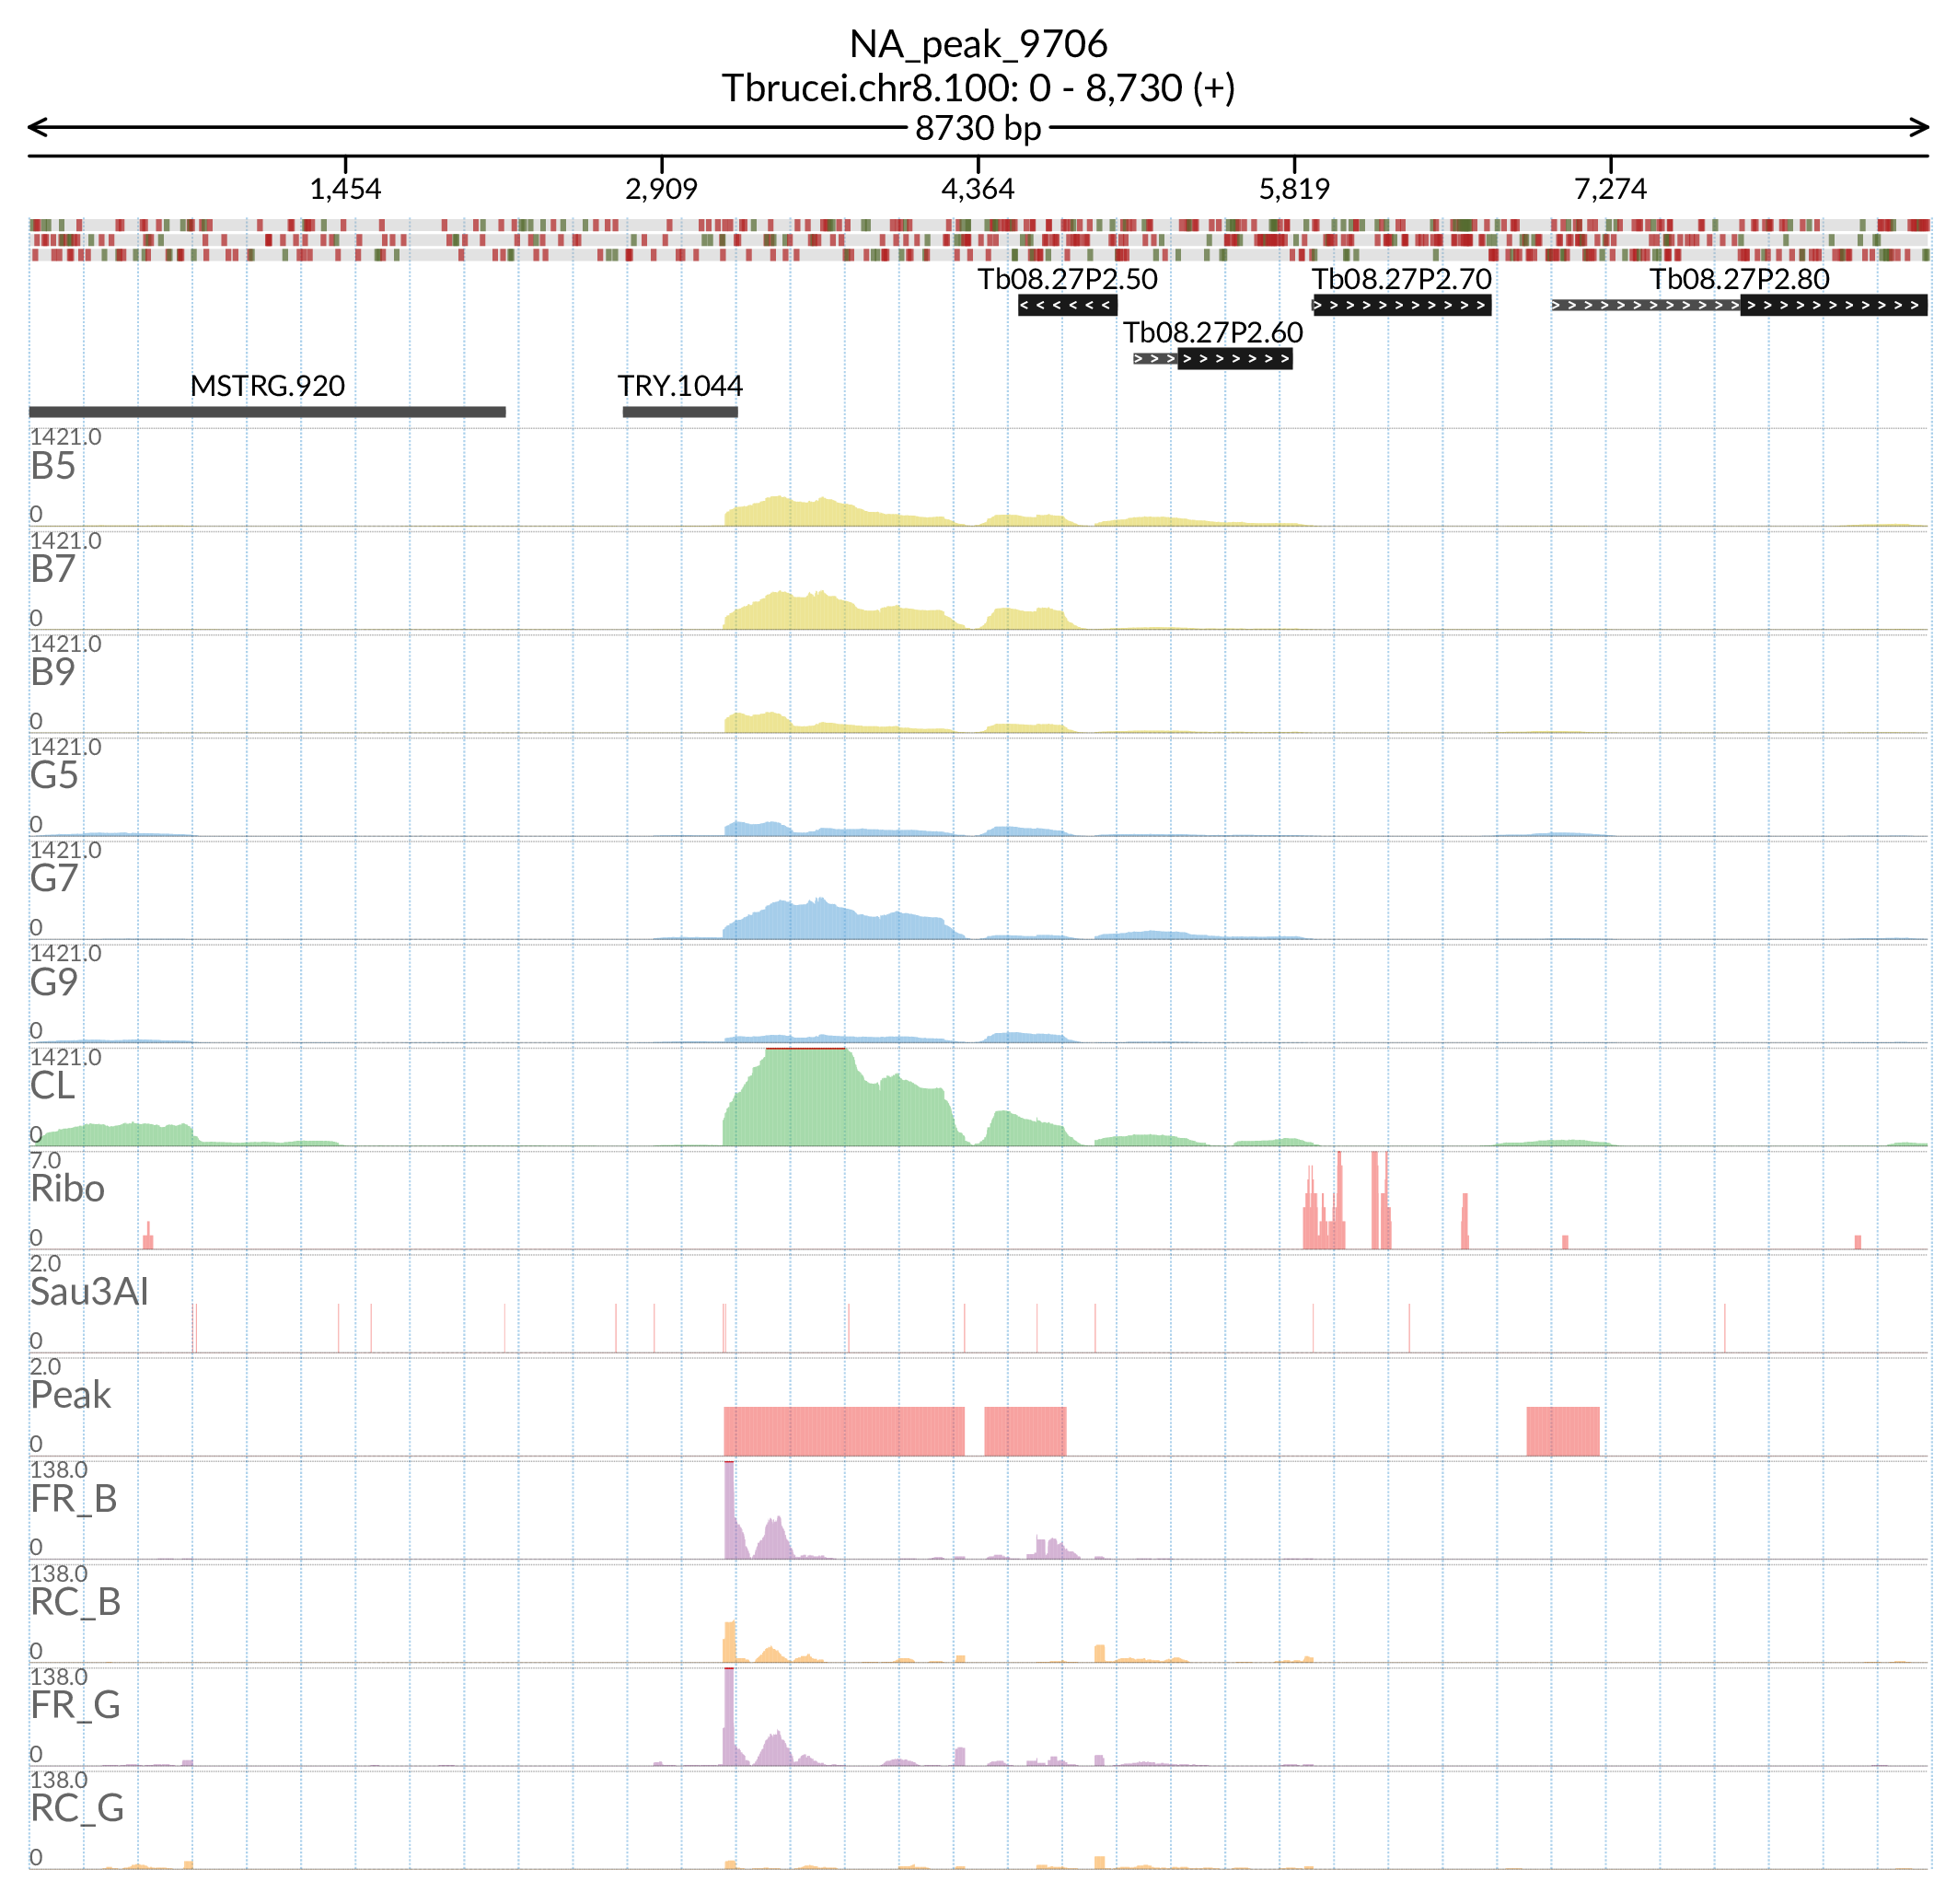 NA_peak_9706
Tbrucei.chr8.100: 0 - 8,730 (+)
8730 bp
1,454 2,909 4,364 5,819 7,274
Tb08.27P2.50 Tb08.27P2.70 Tb08.27P2.80
Tb08.27P2.60
MSTRG.920 TRY.1044
1421.0
B5
0
1421.0
B7
0
1421.0
B9
0
1421.0
G5
0
1421.0
G7
0
1421.0
G9
0
1421.0
CL
0
7.0
Ribo
0
2.0
Sau3AI
0
2.0
Peak
0
138.0
FR_B
0
138.0
RC_B
0
138.0
FR_G
0
138.0
RC_G
0